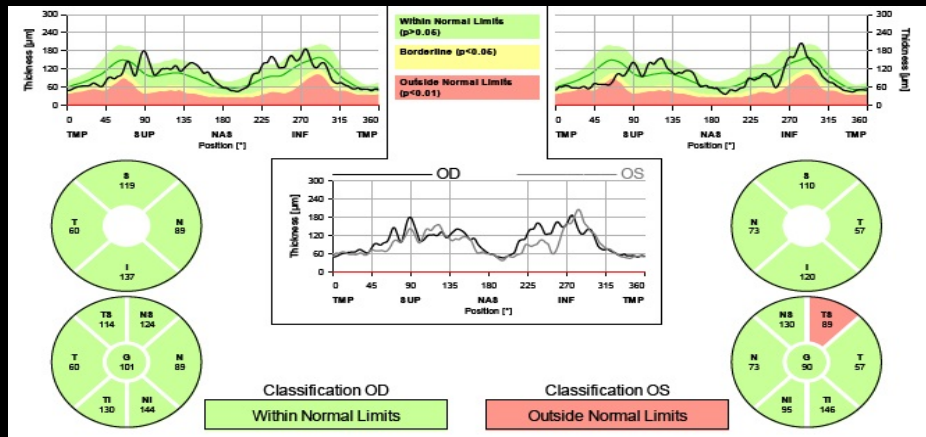 300
240
180
120
60
0
Thickness [µm]
0 45 90 135 180 225 270 315 360
TMP SUP NAS INF TMP
Position [°]
Within Normal Limits
(p>0.06)
Borderline (p<0.06)
Outside Normal Limits
(p<0.01)
300
240
180
120
60
0
Thickness [µm]
0 45 90 135 180 225 270 315 360
TMP SUP NAS INF TMP
Position [°]
S
119
T
60
N
89
I
137
OD OS
300
240
180
120
60
0
Thickness [µm]
0 45 90 135 180 225 270 315 360
TMP SUP NAS INF TMP
Position [°]
S
110
N
73
T
57
I
120
TS
114
NS
124
T
60
G
101
N
89
TI
130
NI
144
Classification OD
Within Normal Limits
Classification OS
Outside Normal Limits
NS
130
TS
89
N
73
G
90
T
57
NI
95
TI
146